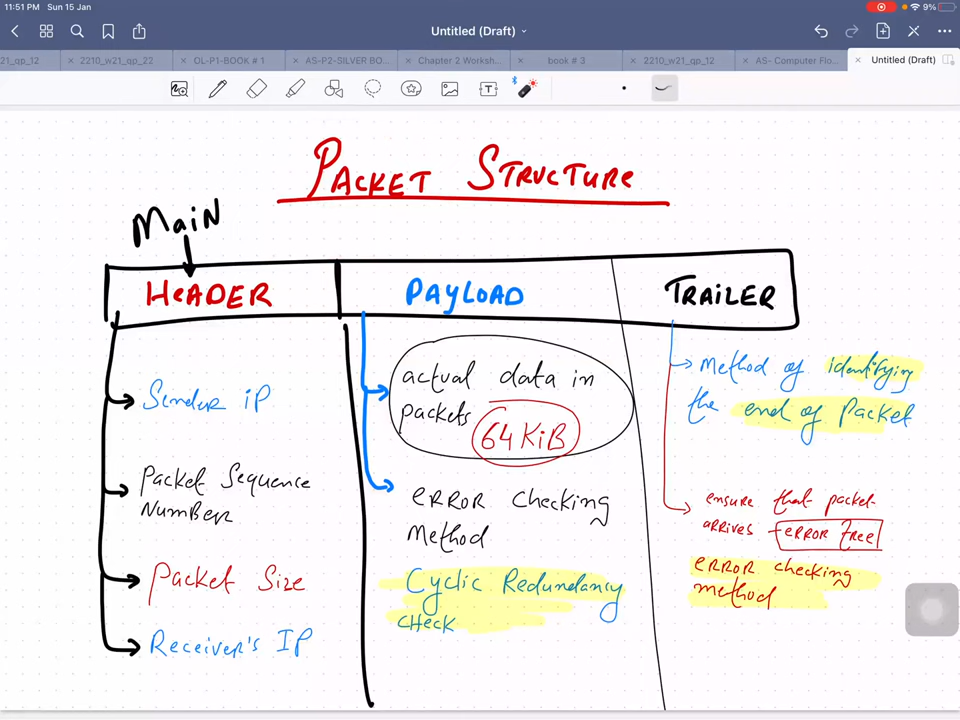 11:51 PM Sun 15 Jan
9%
Untitled (Draft)
21_qp_12
2210_w21_qp_22
OL-P1-BOOK # 1
AS-P2-SILVER BO...
Chapter 2 Worksh...
book # 3
2210_w21_qp_12
AS- Computer Flo...
Untitled (Draft)
PACKET STRUCTURE
MaiN
HEADER
PAYLOAD
TRAILER
Sender iP
Packet Sequence
NumBer
Packet Size
Receiver's IP
actual data in
packets 64 KiB
ERROR checking
Method
Cyclic Redundancy
check
Method of identifying
the end of Packet
ensure that packet
arrives ERROR free
ERROR checking
method